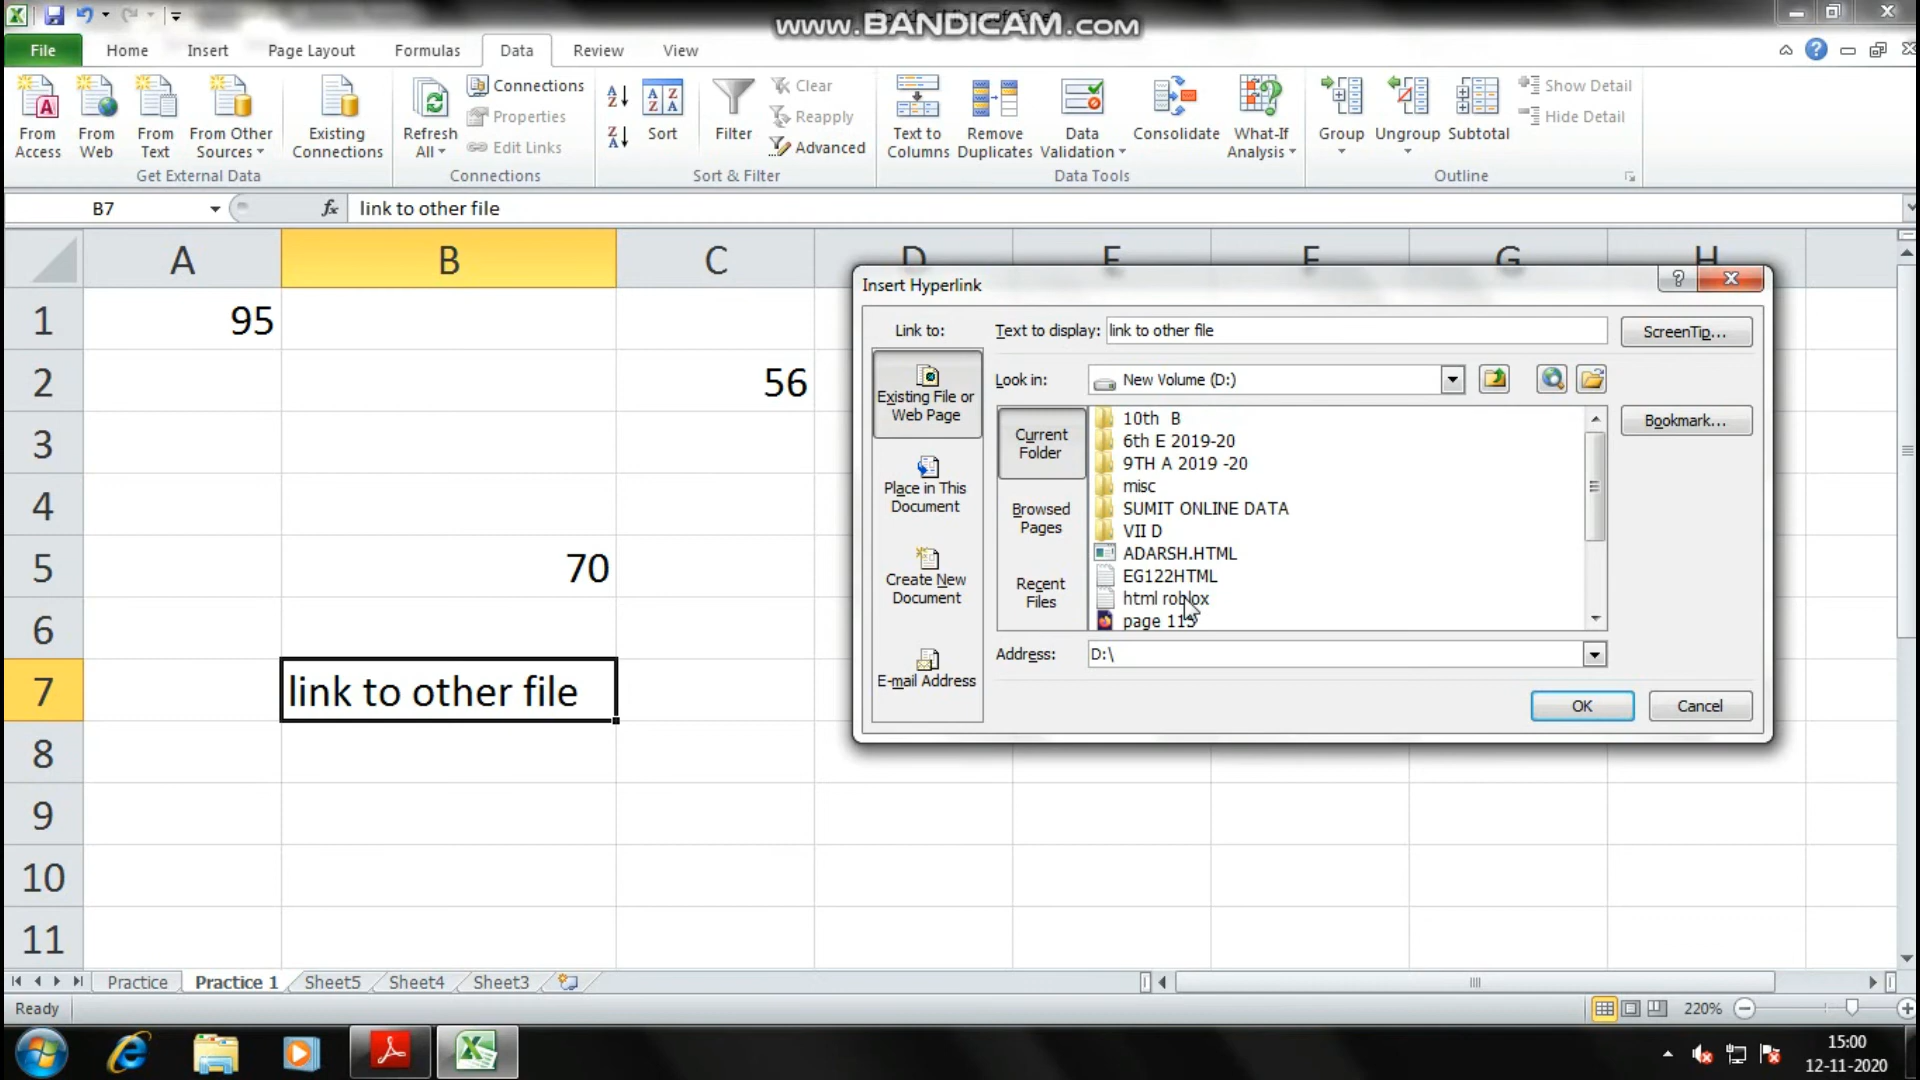 www.BANDICAM.com
File Home Insert Page Layout Formulas Data Review View
From Access
From Web
From Text
From Other Sources
Existing Connections
Get External Data
Refresh All
Connections
Properties
Edit Links
Connections
Sort
Filter
Clear
Reapply
Advanced
Sort & Filter
Text to Columns
Remove Duplicates
Data Validation
Consolidate
What-If Analysis
Data Tools
Group
Ungroup
Subtotal
Show Detail
Hide Detail
Outline
B7 fx link to other file
A B C D E F G H
1 95
2 56
3
4
5 70
6
7 link to other file
8
9
10
11
Insert Hyperlink
Link to:
Text to display: link to other file
ScreenTip...
Existing File or Web Page
Place in This Document
Create New Document
E-mail Address
Look in: New Volume (D:)
Current Folder
Browsed Pages
Recent Files
10th B
6th E 2019-20
9TH A 2019 -20
misc
SUMIT ONLINE DATA
VII D
ADARSH.HTML
EG122HTML
html roblox
page 115
Bookmark...
Address: D:\
OK
Cancel
Practice Practice 1 Sheet5 Sheet4 Sheet3
Ready
220%
15:00
12-11-2020